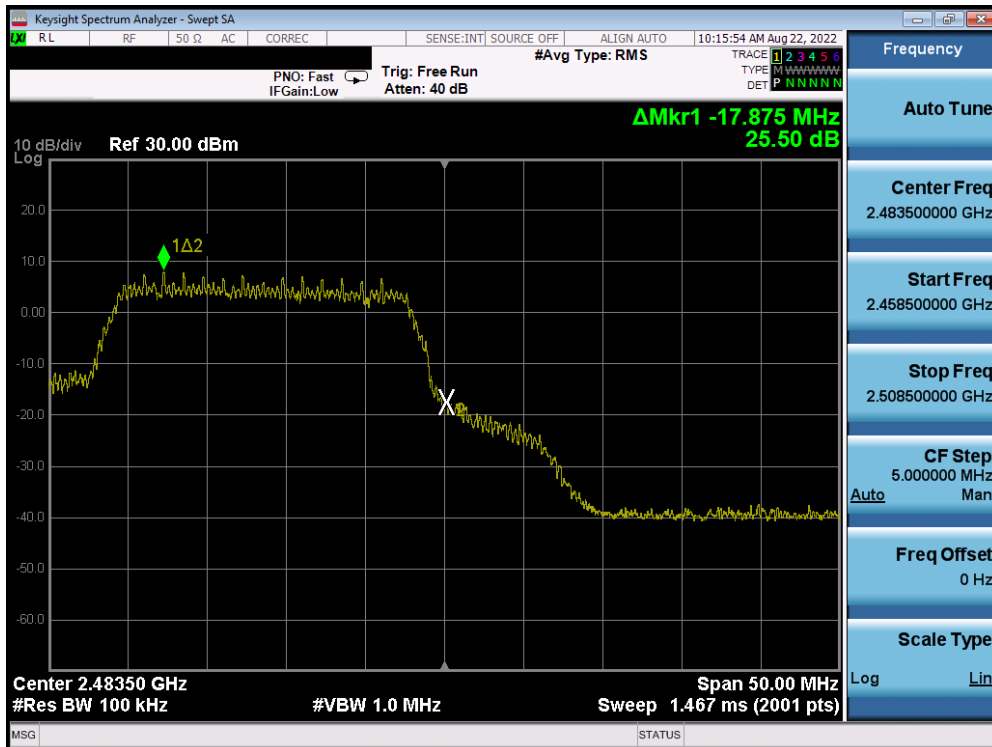 Keysight Spectrum Analyzer - Swept SA
LXI RL RF 50 Ω AC CORREC SENSE:INT SOURCE OFF ALIGN AUTO 10:15:54 AM Aug 22, 2022
#Avg Type: RMS
TRACE 1 2 3 4 5 6
TYPE M W W W W W
DET P N N N N N
PNO: Fast
IFGain:Low
Trig: Free Run
Atten: 40 dB
ΔMkr1 -17.875 MHz
25.50 dB
10 dB/div
Log
Ref 30.00 dBm
20.0
10.0
0.00
-10.0
-20.0
-30.0
-40.0
-50.0
-60.0
1Δ2
X
Center 2.48350 GHz
Span 50.00 MHz
#Res BW 100 kHz
#VBW 1.0 MHz
Sweep 1.467 ms (2001 pts)
MSG
STATUS
Frequency
Auto Tune
Center Freq
2.483500000 GHz
Start Freq
2.458500000 GHz
Stop Freq
2.508500000 GHz
CF Step
5.000000 MHz
Auto Man
Freq Offset
0 Hz
Scale Type
Log Lin